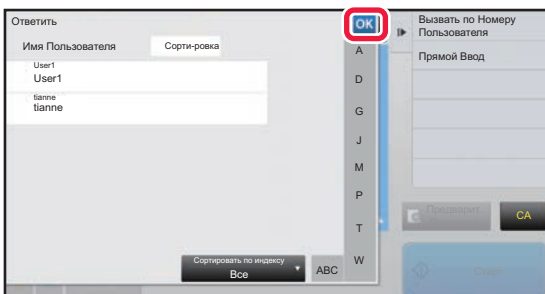 Ответить
OK
Имя Пользователя
Сорти-ровка
User1
User1
tianne
tianne
A
D
G
J
M
P
T
W
Сортировать по индексу
Все
ABC
Вызвать по Номеру
Пользователя
Прямой Ввод
Предварит.
CA
Старт